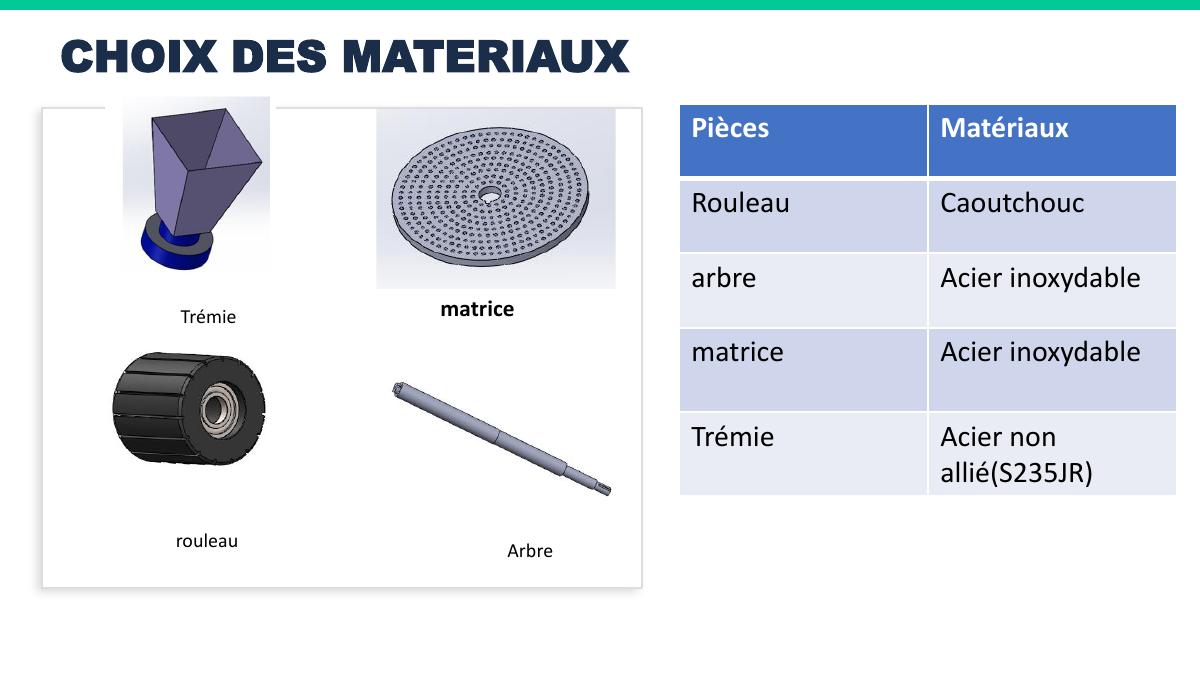 CHOIX DES MATERIAUX
Trémie
matrice
rouleau
Arbre
Pièces Matériaux
Rouleau Caoutchouc
arbre Acier inoxydable
matrice Acier inoxydable
Trémie Acier non
allié(S235JR)